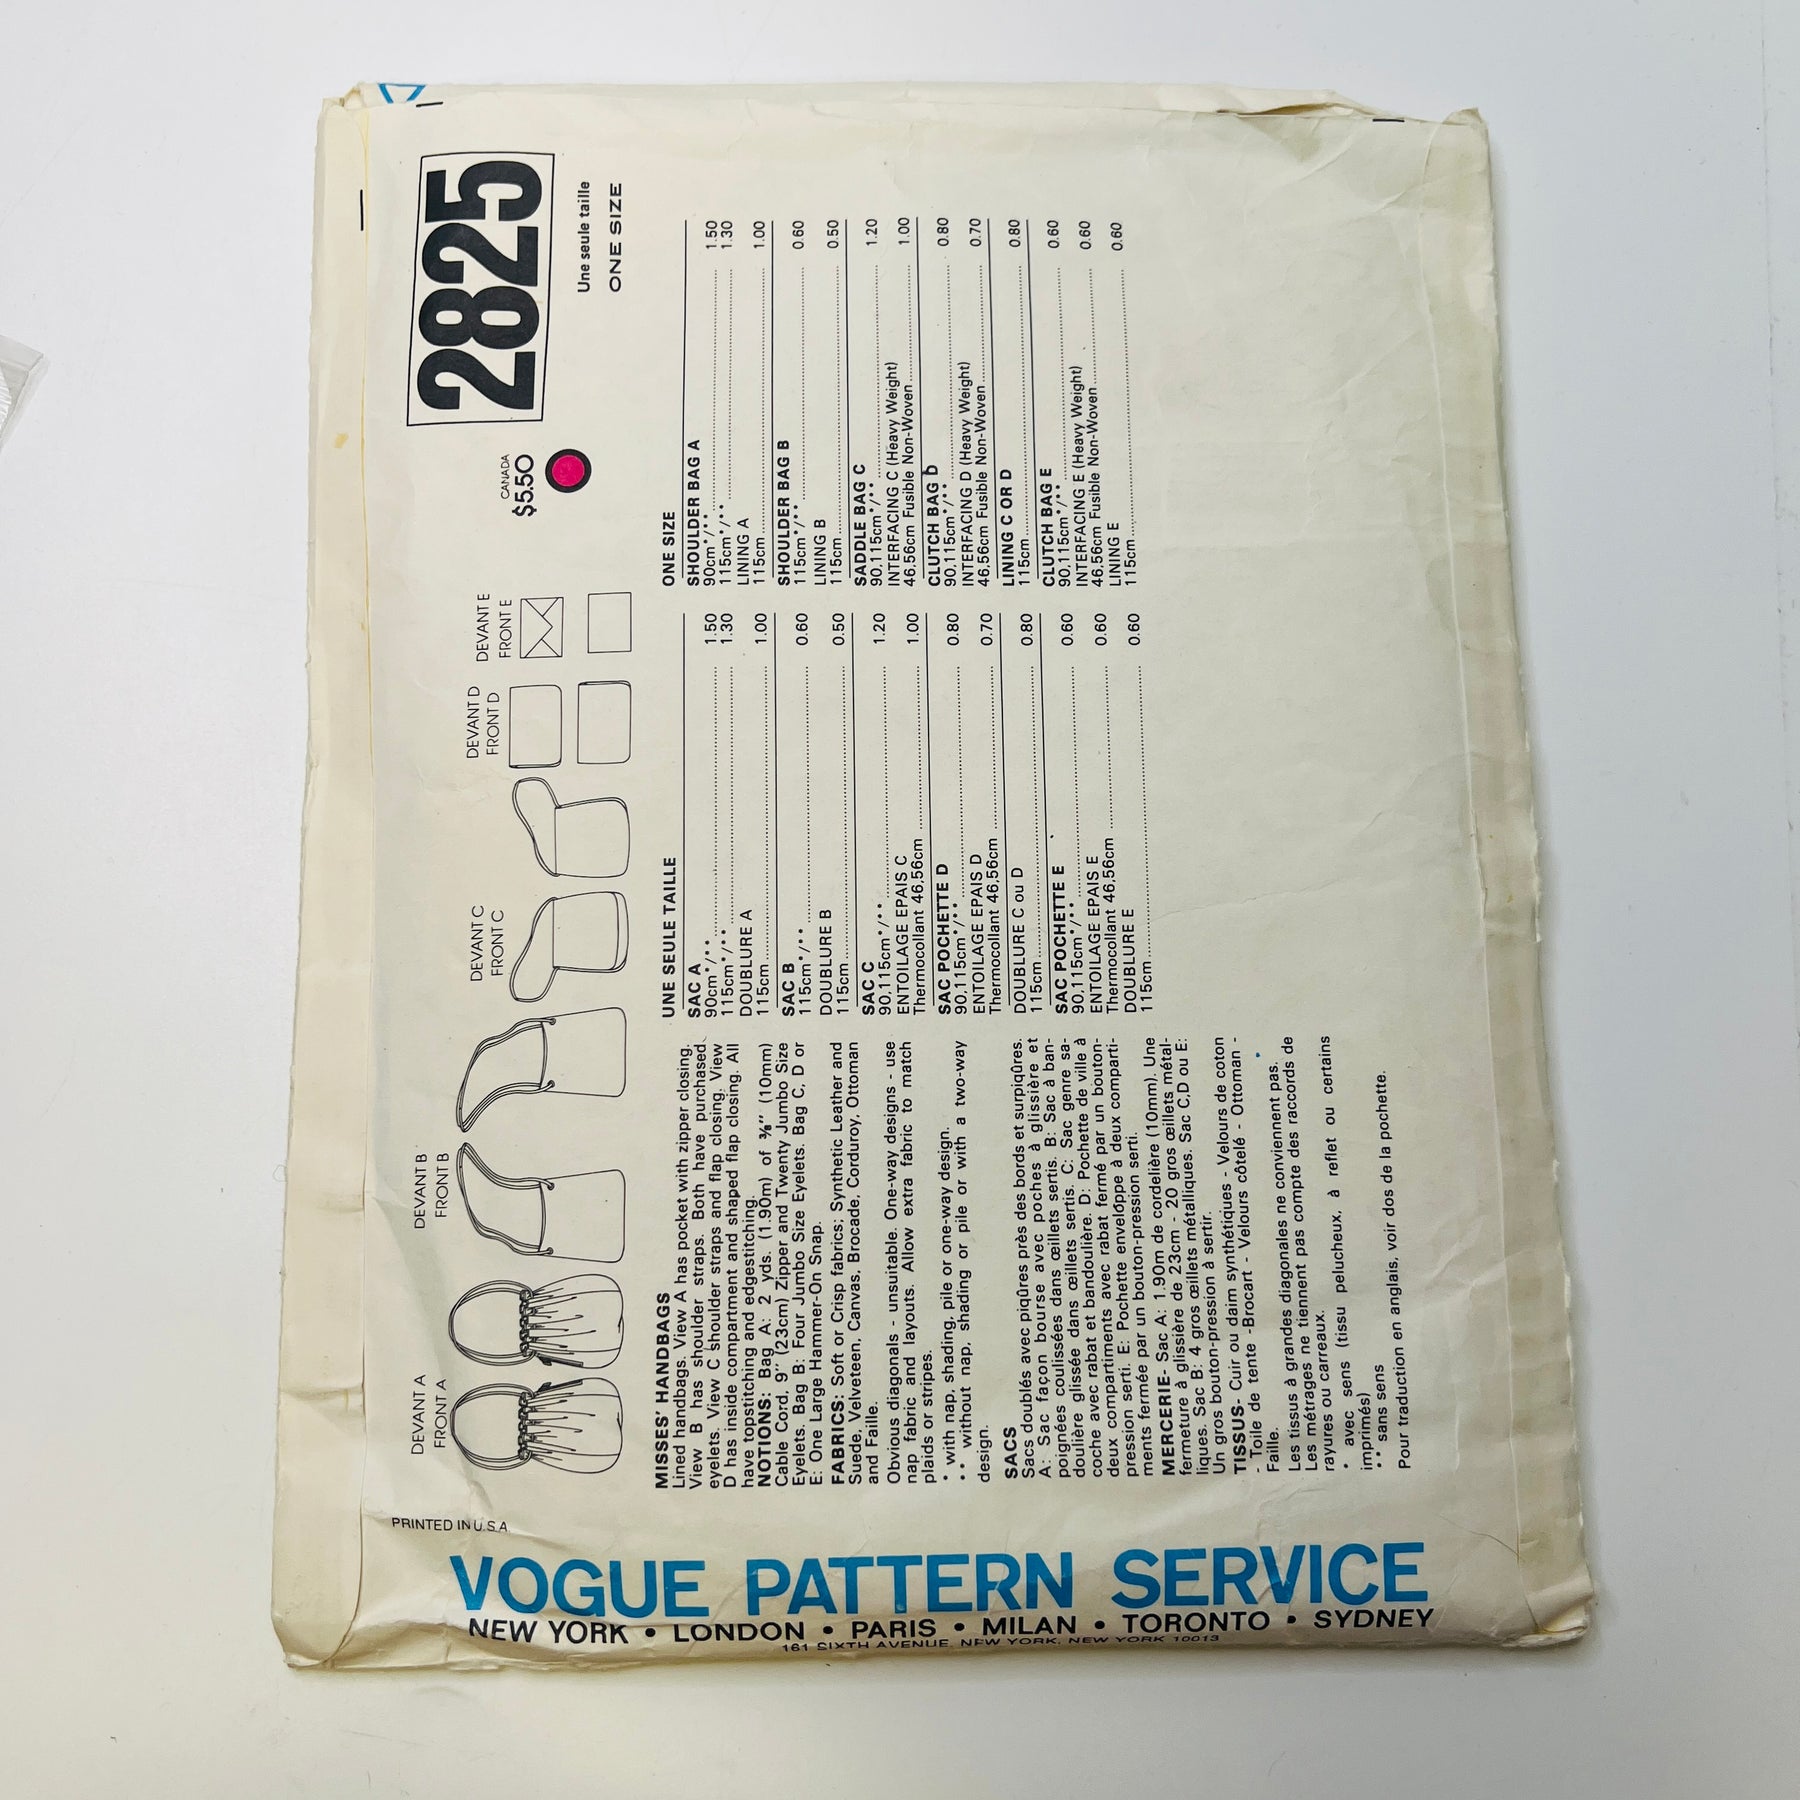 2825
Une seule taille
ONE SIZE
CANADA
$5.50
DEVANT A
FRONT A
DEVANT B
FRONT B
DEVANT C
FRONT C
DEVANT D
FRONT D
DEVANT E
FRONT E
MISSES' HANDBAGS
Lined handbags. View A has pocket with zipper closing.
View B has shoulder straps. Both have purchased
eyelets. View C shoulder straps and flap closing. View
D has inside compartment and shaped flap closing. All
have topstitching and edgestitching.
NOTIONS: Bag A: 2 yds. (1.90m) of ⅜" (10mm)
Cable Cord, 9" (23cm) Zipper and Twenty Jumbo Size
Eyelets. Bag B: Four Jumbo Size Eyelets. Bag C, D or
E: One Large Hammer-On Snap.
FABRICS: Soft or Crisp fabrics; Synthetic Leather and
Suede, Velveteen, Canvas, Brocade, Corduroy, Ottoman
and Faille.
Obvious diagonals - unsuitable. One-way designs - use
nap fabric and layouts. Allow extra fabric to match
plaids or stripes.
* with nap, shading, pile or one-way design.
** without nap, shading or pile or with a two-way
design.
SACS
Sacs doublés avec piqûres près des bords et surpiqûres.
A: Sac façon bourse avec poches à glissière et
poignées coulissées dans œillets sertis. B: Sac à ban-
doulière glissée dans œillets sertis. C: Sac genre sa-
coche avec rabat et bandoulière. D: Pochette de ville à
deux compartiments avec rabat fermé par un bouton-
pression serti. E: Pochette enveloppe à deux comparti-
ments fermée par un bouton-pression serti.
MERCERIE- Sac A: 1.90m de cordelière (10mm). Une
fermeture à glissière de 23cm - 20 gros œillets métal-
liques. Sac B: 4 gros œillets métalliques. Sac C,D ou E:
Un gros bouton-pression à sertir.
TISSUS- Cuir ou daim synthétiques - Velours de coton
- Toile de tente -Brocart - Velours côtelé - Ottoman -
Faille.
Les tissus à grandes diagonales ne conviennent pas.
Les métrages ne tiennent pas compte des raccords de
rayures ou carreaux.
* avec sens (tissu pelucheux, à reflet ou certains
imprimés)
** sans sens
Pour traduction en anglais, voir dos de la pochette.
UNE SEULE TAILLE
SAC A
90cm*/** 1.50
115cm*/** 1.30
DOUBLURE A
115cm 1.00
SAC B
115cm*/** 0.60
DOUBLURE B
115cm 0.50
SAC C
90,115cm*/** 1.20
ENTOILAGE EPAIS C
Thermocollant 46,56cm 1.00
SAC POCHETTE D
90,115cm*/** 0.80
ENTOILAGE EPAIS D
Thermocollant 46,56cm 0.70
DOUBLURE C ou D
115cm 0.80
SAC POCHETTE E
90,115cm*/** 0.60
ENTOILAGE EPAIS E
Thermocollant 46,56cm 0.60
DOUBLURE E
115cm 0.60
ONE SIZE
SHOULDER BAG A
90cm*/** 1.50
115cm*/** 1.30
LINING A
115cm 1.00
SHOULDER BAG B
115cm*/** 0.60
LINING B
115cm 0.50
SADDLE BAG C
90,115cm*/** 1.20
INTERFACING C (Heavy Weight)
46,56cm Fusible Non-Woven 1.00
CLUTCH BAG D
90,115cm*/** 0.80
INTERFACING D (Heavy Weight)
46,56cm Fusible Non-Woven 0.70
LINING C OR D
115cm 0.80
CLUTCH BAG E
90,115cm*/** 0.60
INTERFACING E (Heavy Weight)
46,56cm Fusible Non-Woven 0.60
LINING E
115cm 0.60
PRINTED IN U.S.A.
VOGUE PATTERN SERVICE
NEW YORK • LONDON • PARIS • MILAN • TORONTO • SYDNEY
161 SIXTH AVENUE, NEW YORK, NEW YORK 10013